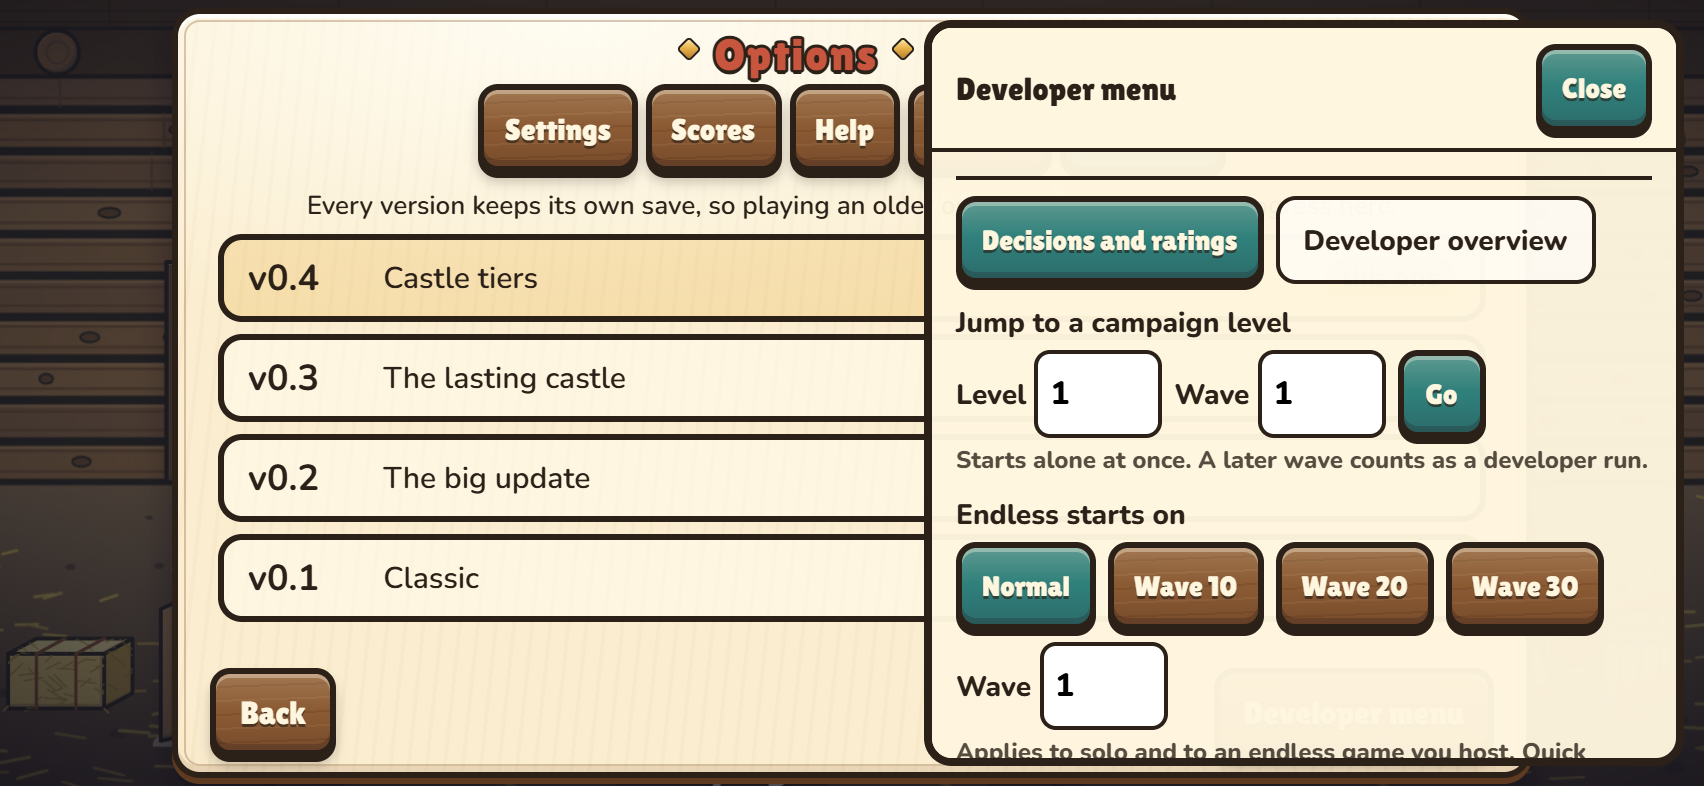 Options
Settings
Scores
Help
Every version keeps its own save, so playing an olde
v0.4 Castle tiers
v0.3 The lasting castle
v0.2 The big update
v0.1 Classic
Back
Developer menu
Close
Decisions and ratings
Developer overview
Jump to a campaign level
Level 1 Wave 1 Go
Starts alone at once. A later wave counts as a developer run.
Endless starts on
Normal
Wave 10
Wave 20
Wave 30
Wave 1
Developer menu
Applies to solo and to an endless game you host. Quick